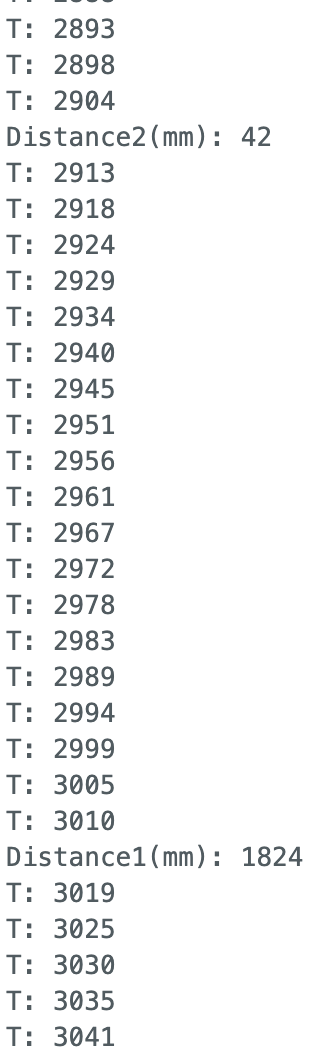 T: 2893
T: 2898
T: 2904
Distance2(mm): 42
T: 2913
T: 2918
T: 2924
T: 2929
T: 2934
T: 2940
T: 2945
T: 2951
T: 2956
T: 2961
T: 2967
T: 2972
T: 2978
T: 2983
T: 2989
T: 2994
T: 2999
T: 3005
T: 3010
Distance1(mm): 1824
T: 3019
T: 3025
T: 3030
T: 3035
T: 3041